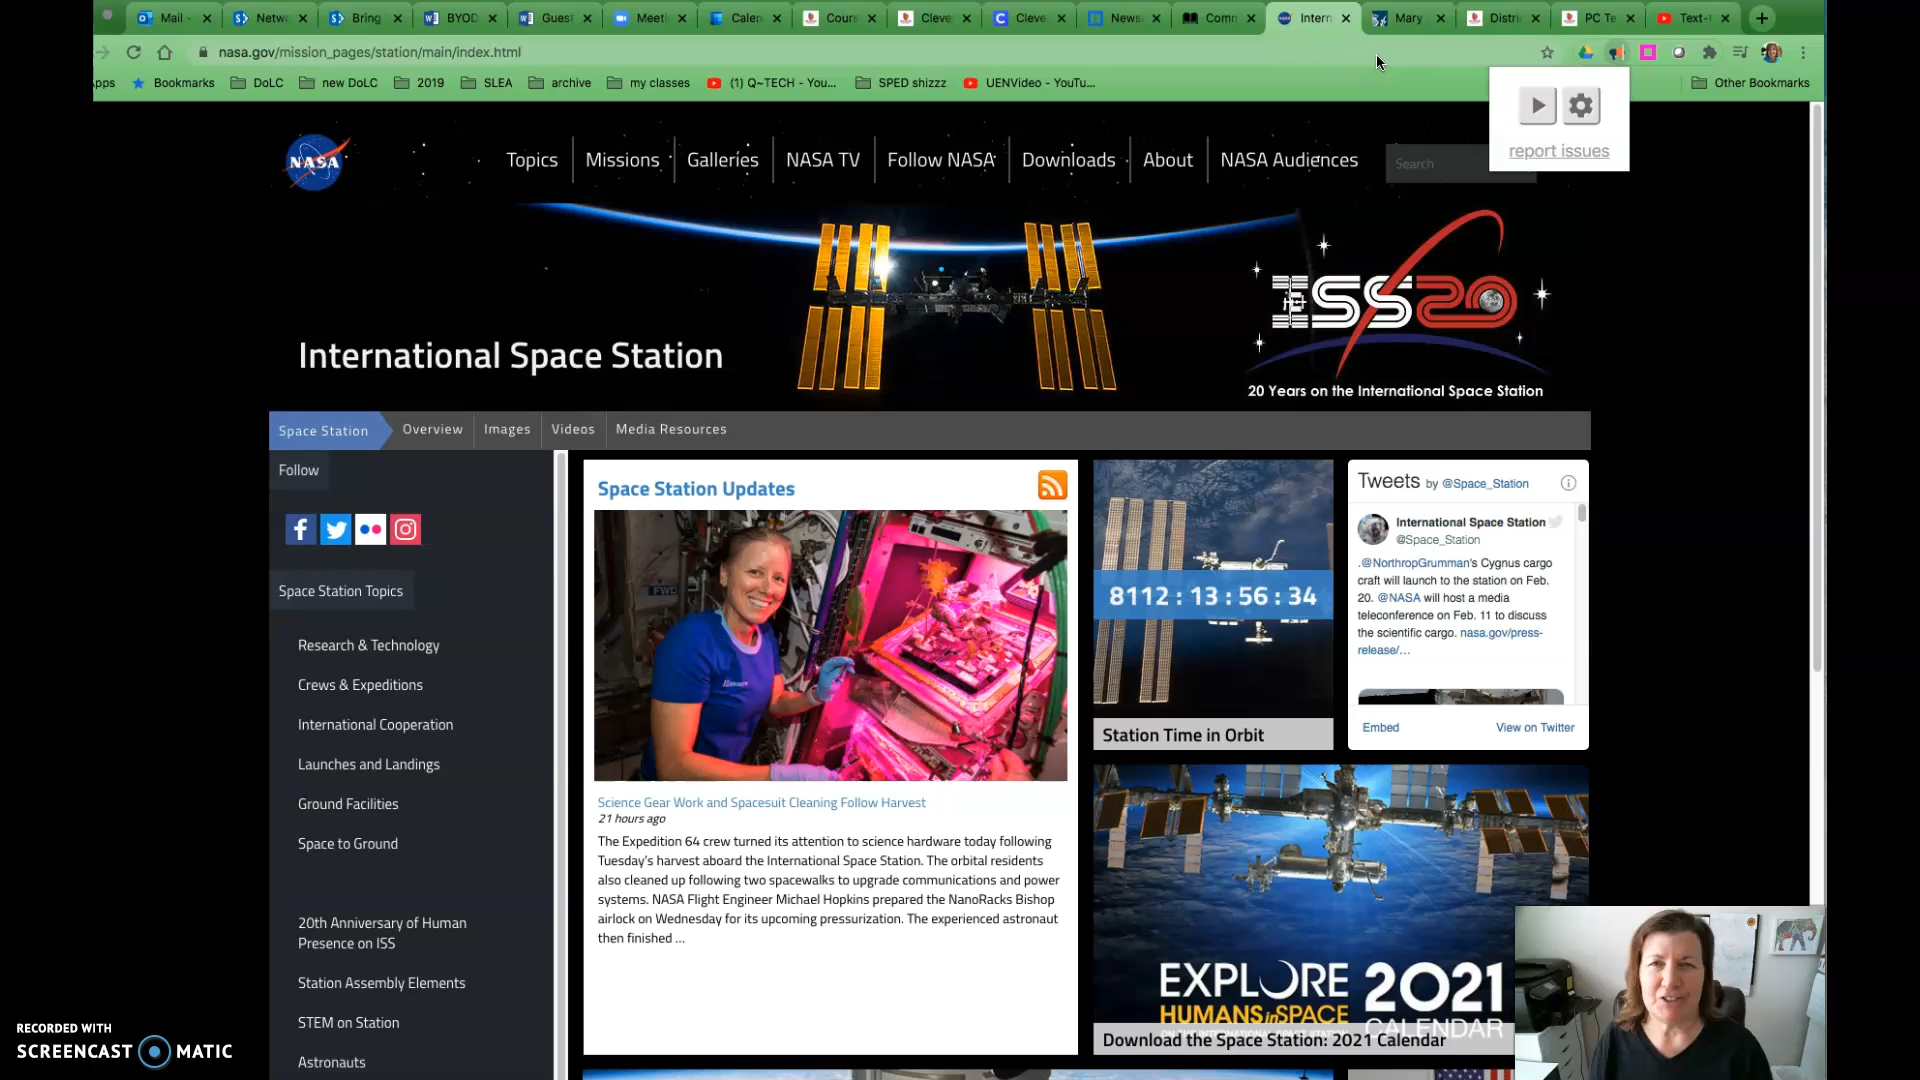 Mail -
Netwo
Bring
BYOD
Guest
Meeti
Calen
Cours
Cleve
Cleve
News
Comm
Intern
Mary
Distric
PC Te
Text-t
nasa.gov/mission_pages/station/main/index.html
Apps
Bookmarks
DoLC
new DoLC
2019
SLEA
archive
my classes
(1) Q~TECH - You...
SPED shizzz
UENVideo - YouTu...
Other Bookmarks
report issues
NASA
Topics
Missions
Galleries
NASA TV
Follow NASA
Downloads
About
NASA Audiences
Search
International Space Station
ISS20
20 Years on the International Space Station
Space Station
Overview
Images
Videos
Media Resources
Follow
Space Station Topics
Research & Technology
Crews & Expeditions
International Cooperation
Launches and Landings
Ground Facilities
Space to Ground
20th Anniversary of Human
Presence on ISS
Station Assembly Elements
STEM on Station
Astronauts
Space Station Updates
Science Gear Work and Spacesuit Cleaning Follow Harvest
21 hours ago
The Expedition 64 crew turned its attention to science hardware today following
Tuesday's harvest aboard the International Space Station. The orbital residents
also cleaned up following two spacewalks to upgrade communications and power
systems. NASA Flight Engineer Michael Hopkins prepared the NanoRacks Bishop
airlock on Wednesday for its upcoming pressurization. The experienced astronaut
then finished ...
8112 : 13 : 56 : 34
Station Time in Orbit
Tweets by @Space_Station
International Space Station
@Space_Station
.@NorthropGrumman's Cygnus cargo
craft will launch to the station on Feb.
20. @NASA will host a media
teleconference on Feb. 11 to discuss
the scientific cargo. nasa.gov/press-
release/...
Embed
View on Twitter
EXPLORE
HUMANS in SPACE
2021
CALENDAR
Download the Space Station: 2021 Calendar
RECORDED WITH
SCREENCAST MATIC